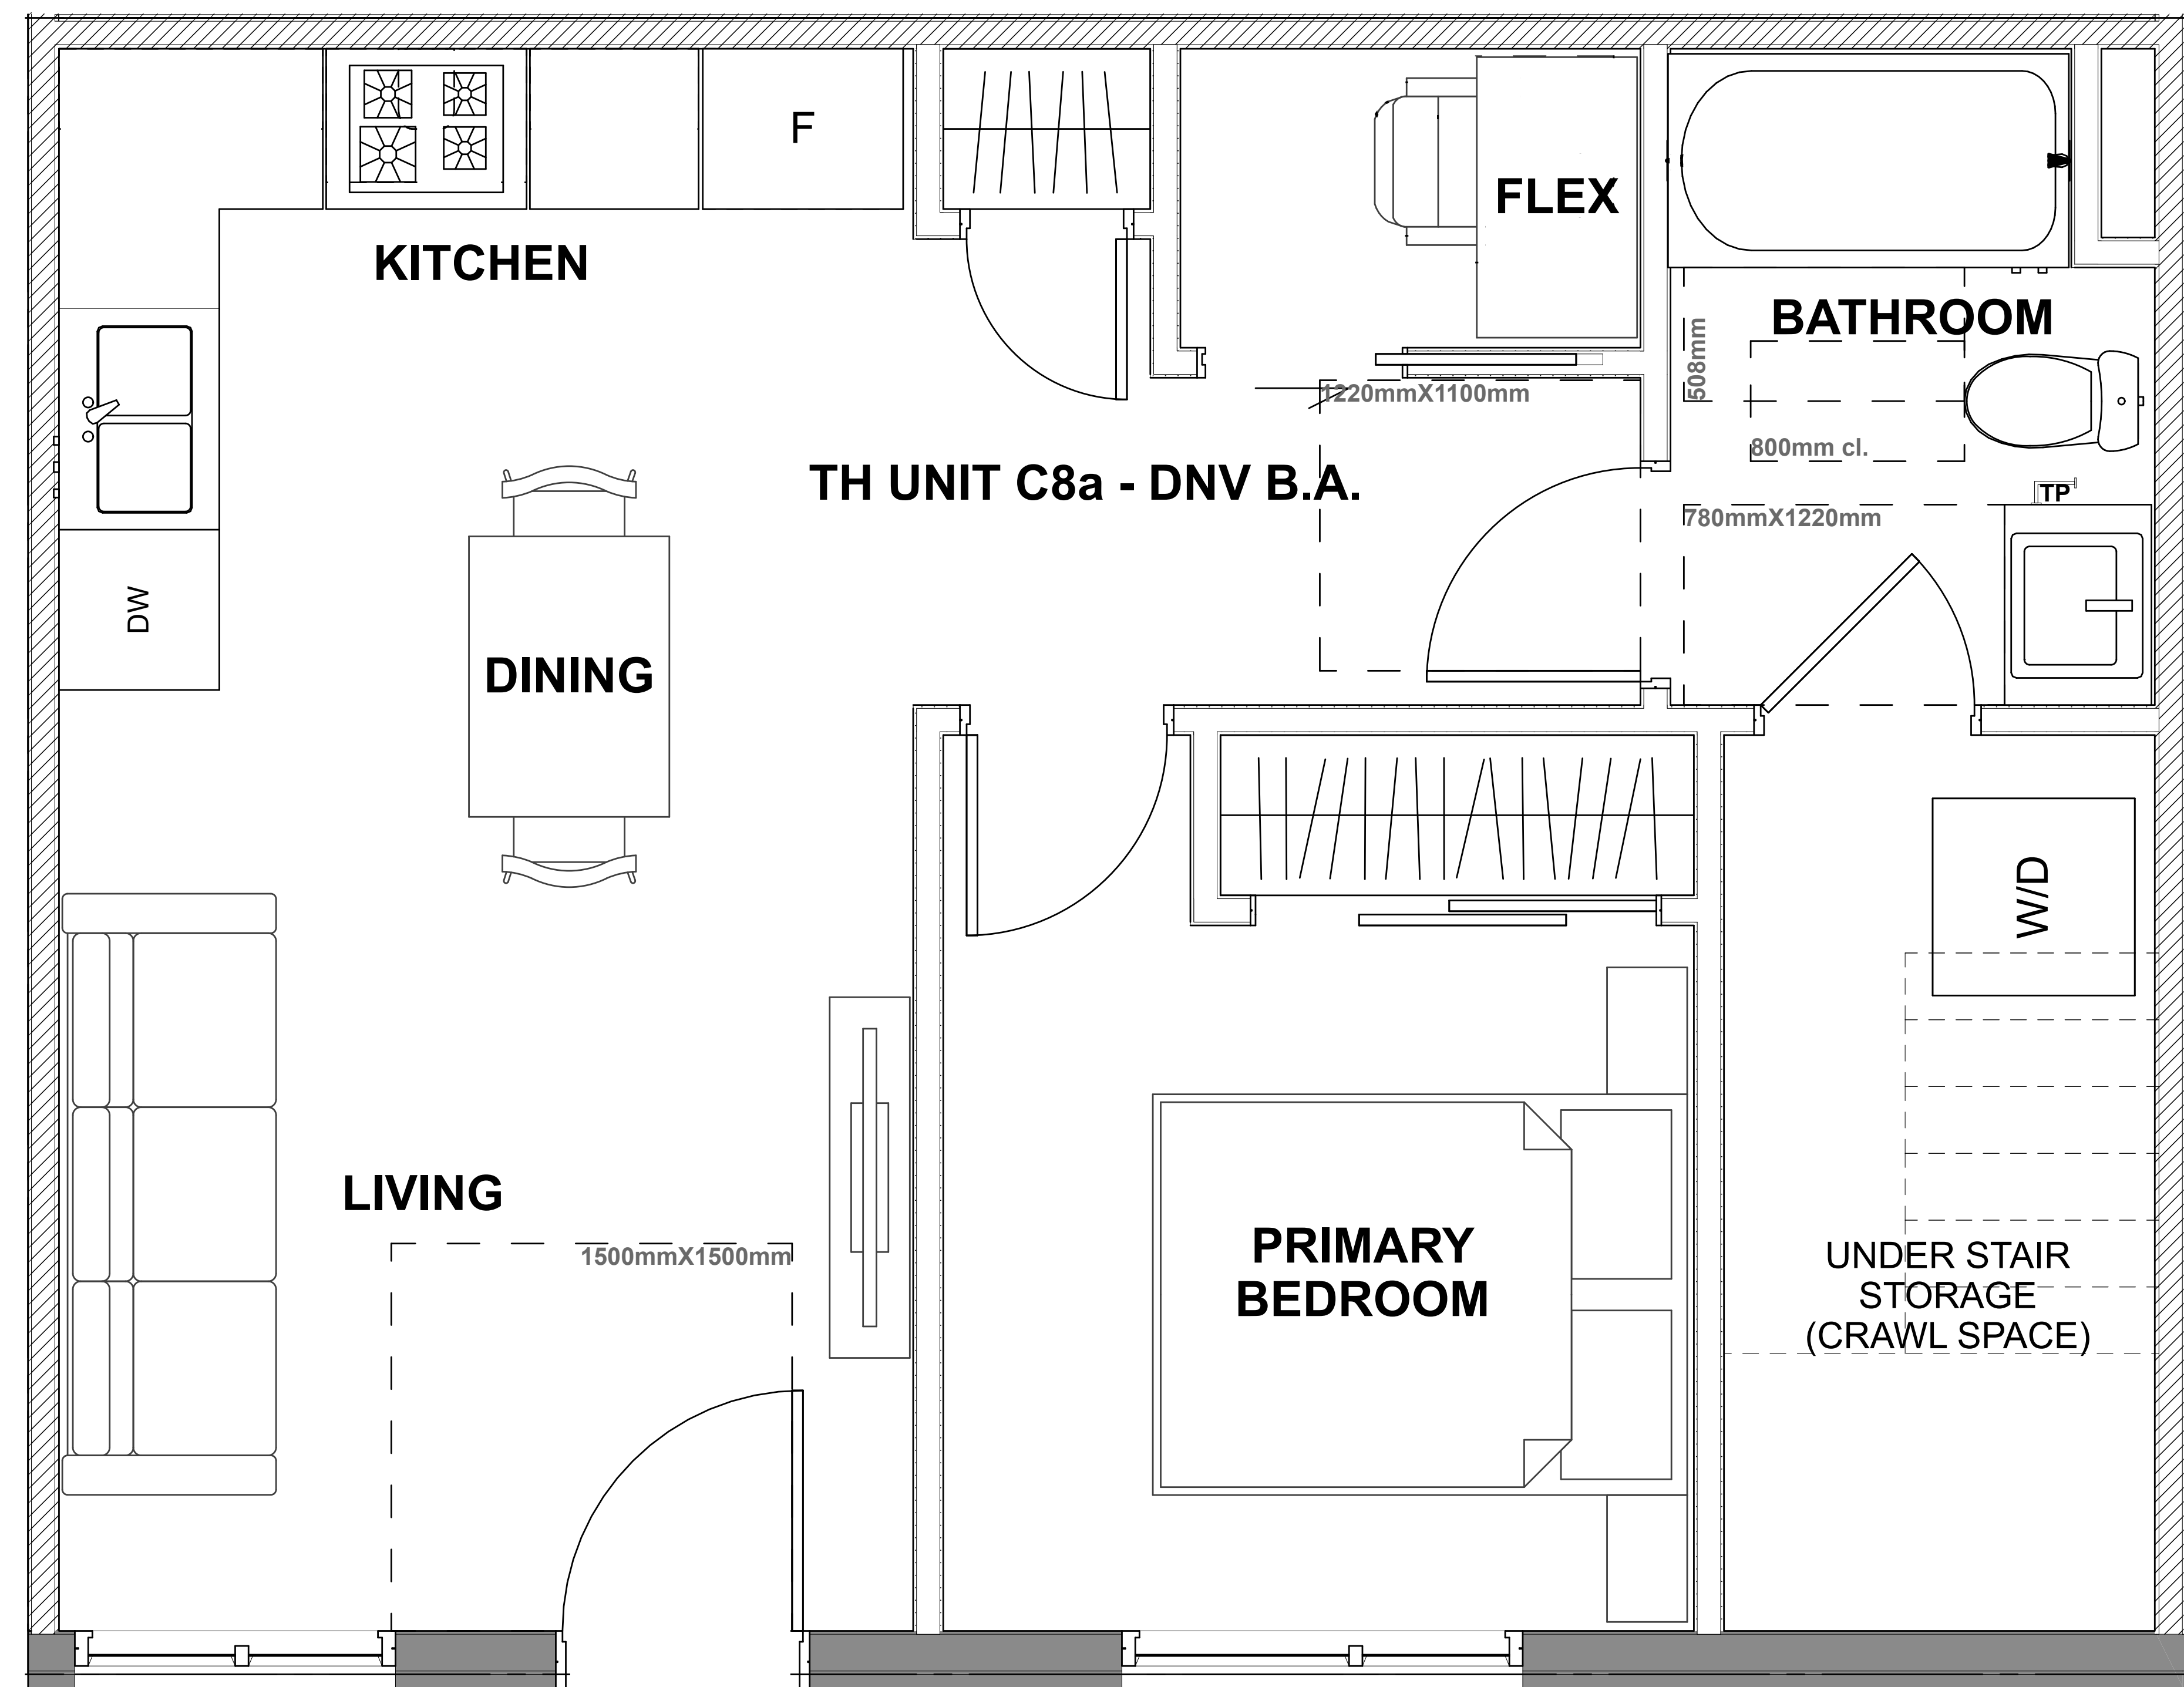 F
FLEX
KITCHEN
BATHROOM
508mm
1220mmX1100mm
800mm cl.
TH UNIT C8a - DNV B.A.
TP
780mmX1220mm
DW
DINING
W/D
LIVING
1500mmX1500mm
PRIMARY
BEDROOM
UNDER STAIR
STORAGE
(CRAWL SPACE)